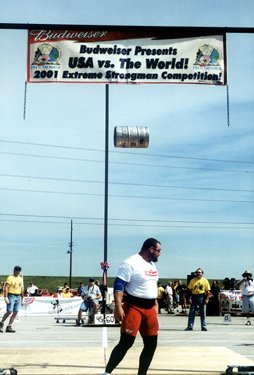 Budweiser
Budweiser Presents
USA vs. The World!
2001 Extreme Strongman Competition!